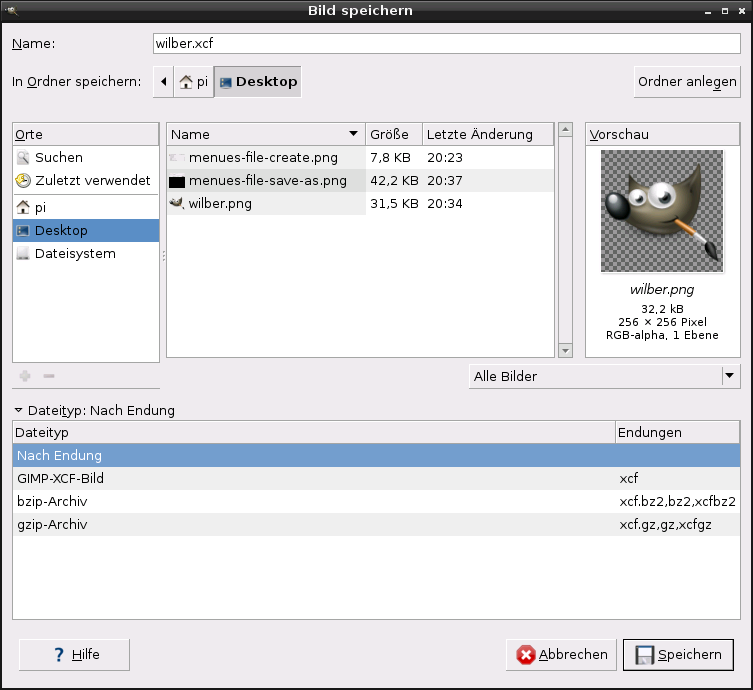 Bild speichern
Name: wilber.xcf
In Ordner speichern: pi Desktop Ordner anlegen
Orte
Suchen
Zuletzt verwendet
pi
Desktop
Dateisystem
Name Größe Letzte Änderung
menues-file-create.png 7,8 KB 20:23
menues-file-save-as.png 42,2 KB 20:37
wilber.png 31,5 KB 20:34
Vorschau
wilber.png
32,2 kB
256 × 256 Pixel
RGB-alpha, 1 Ebene
Alle Bilder
Dateityp: Nach Endung
Dateityp Endungen
Nach Endung
GIMP-XCF-Bild xcf
bzip-Archiv xcf.bz2,bz2,xcfbz2
gzip-Archiv xcf.gz,gz,xcfgz
? Hilfe Abbrechen Speichern